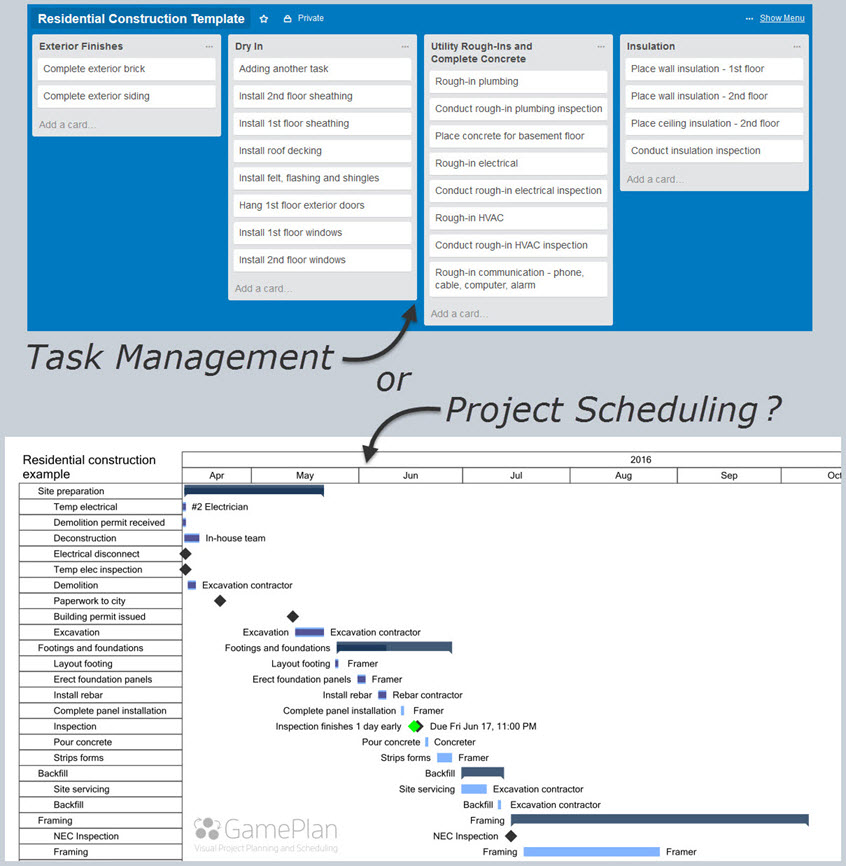 Residential Construction Template Private ... Show Menu
Exterior Finishes ...
Complete exterior brick
Complete exterior siding
Add a card...
Dry In ...
Adding another task
Install 2nd floor sheathing
Install 1st floor sheathing
Install roof decking
Install felt, flashing and shingles
Hang 1st floor exterior doors
Install 1st floor windows
Install 2nd floor windows
Add a card...
Utility Rough-Ins and ...
Complete Concrete
Rough-in plumbing
Conduct rough-in plumbing inspection
Place concrete for basement floor
Rough-in electrical
Conduct rough-in electrical inspection
Rough-in HVAC
Conduct rough-in HVAC inspection
Rough-in communication - phone,
cable, computer, alarm
Add a card...
Insulation ...
Place wall insulation - 1st floor
Place wall insulation - 2nd floor
Place ceiling insulation - 2nd floor
Conduct insulation inspection
Add a card...
Task Management
or
Project Scheduling?
Residential construction
example
2016
Apr May Jun Jul Aug Sep Oct
Site preparation
Temp electrical #2 Electrician
Demolition permit received
Deconstruction In-house team
Electrical disconnect
Temp elec inspection
Demolition Excavation contractor
Paperwork to city
Building permit issued
Excavation Excavation Excavation contractor
Footings and foundations Footings and foundations
Layout footing Layout footing Framer
Erect foundation panels Erect foundation panels Framer
Install rebar Install rebar Rebar contractor
Complete panel installation Complete panel installation Framer
Inspection Inspection finishes 1 day early Due Fri Jun 17, 11:00 PM
Pour concrete Pour concrete Concreter
Strips forms Strips forms Framer
Backfill Backfill
Site servicing Site servicing Excavation contractor
Backfill Backfill Excavation contractor
Framing Framing
NEC Inspection NEC Inspection
Framing Framing Framer
GamePlan
Visual Project Planning and Scheduling